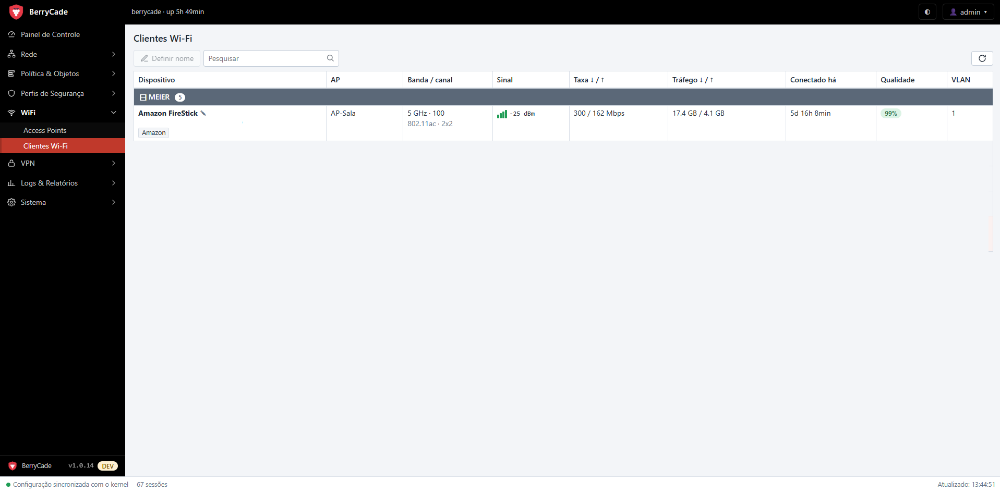 BerryCade
berrycade · up 5h 49min
admin
Painel de Controle
Rede
Política & Objetos
Perfis de Segurança
WiFi
Access Points
Clientes Wi-Fi
VPN
Logs & Relatórios
Sistema
Clientes Wi-Fi
Definir nome
Pesquisar
Dispositivo AP Banda / canal Sinal Taxa ↓ / ↑ Tráfego ↓ / ↑ Conectado há Qualidade VLAN
MEIER 5
Amazon FireStick AP-Sala 5 GHz · 100 -25 dBm 300 / 162 Mbps 17.4 GB / 4.1 GB 5d 16h 8min 99% 1
802.11ac · 2x2
Amazon
BerryCade v1.0.14 DEV
Configuração sincronizada com o kernel 67 sessões Atualizado: 13:44:51